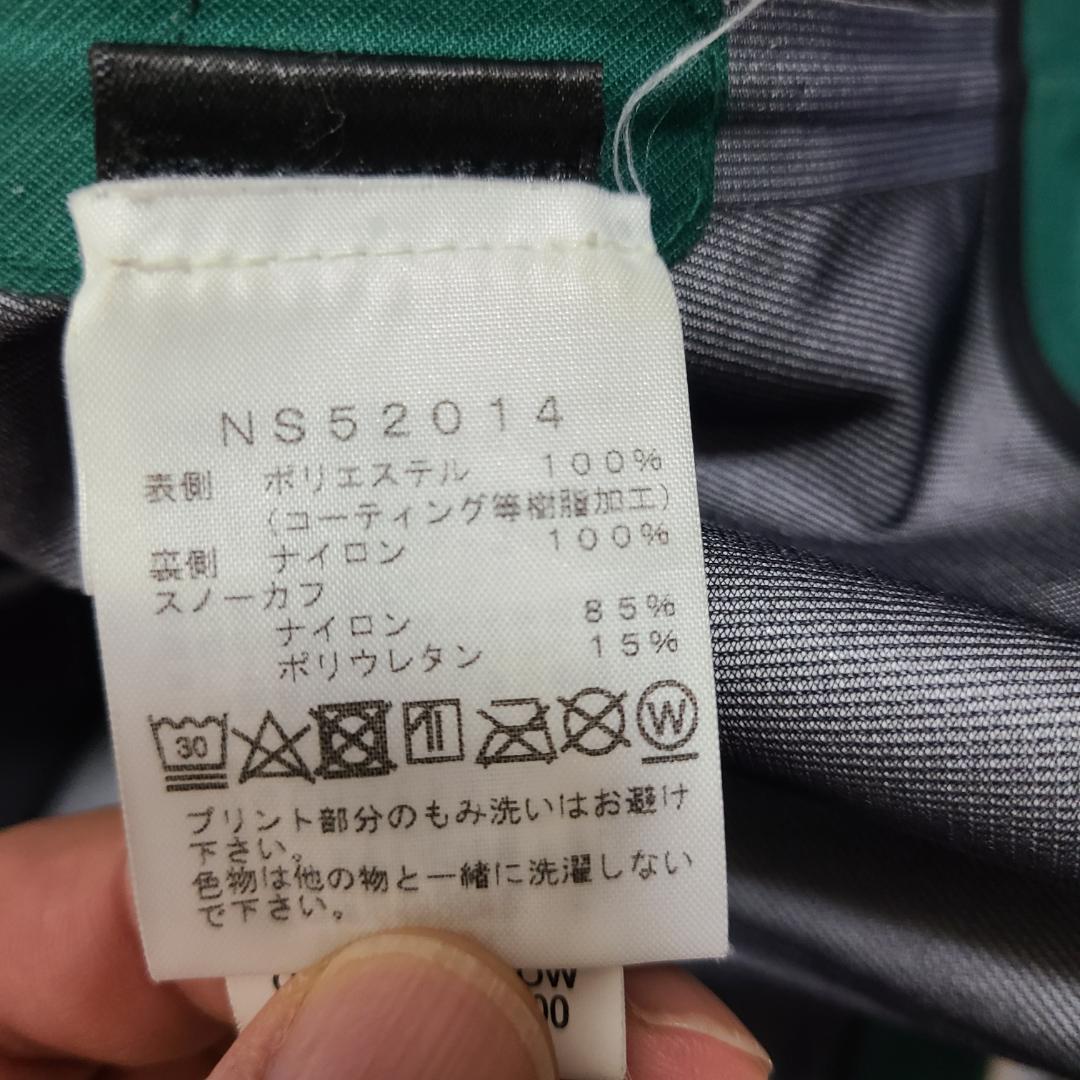 NS52014
表側 ポリエステル 100%
(コーティング等樹脂加工)
裏側 ナイロン 100%
スノーカフ
ナイロン 85%
ポリウレタン 15%
30 W
プリント部分のもみ洗いはお避け
下さい。
色物は他の物と一緒に洗濯しない
で下さい。